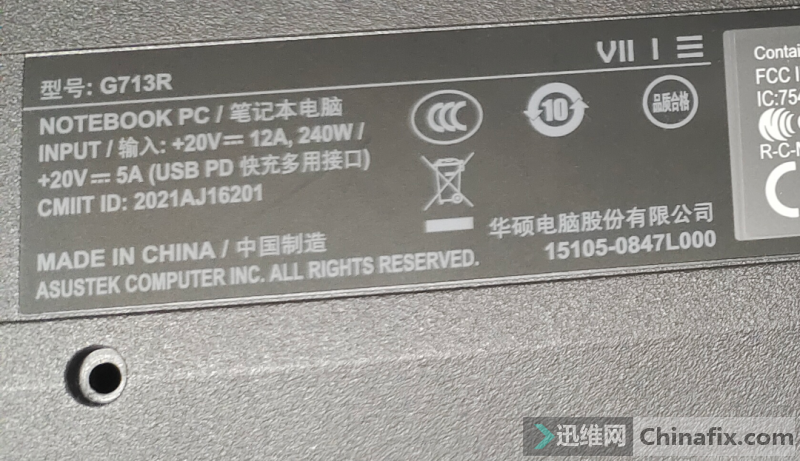 VII I 三
型号: G713R
NOTEBOOK PC / 笔记本电脑
INPUT / 输入: +20V⎓ 12A, 240W /
+20V⎓ 5A (USB PD 快充多用接口)
CMIIT ID: 2021AJ16201
MADE IN CHINA / 中国制造
ASUSTEK COMPUTER INC. ALL RIGHTS RESERVED.
CCC
10
品质合格
华硕电脑股份有限公司
15105-0847L000
Contai
FCC I
IC:756
R-C-M
迅维网 Chinafix.com